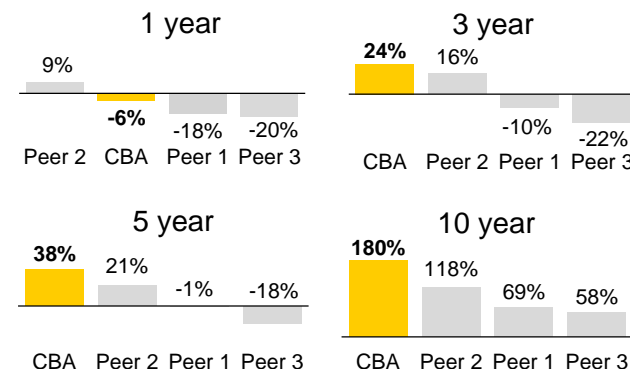 1 year
9%
-6%
-18%
-20%
Peer 2 CBA Peer 1 Peer 3
3 year
24%
16%
-10%
-22%
CBA Peer 2 Peer 1 Peer 3
5 year
38%
21%
-1%
-18%
CBA Peer 2 Peer 1 Peer 3
10 year
180%
118%
69%
58%
CBA Peer 2 Peer 1 Peer 3